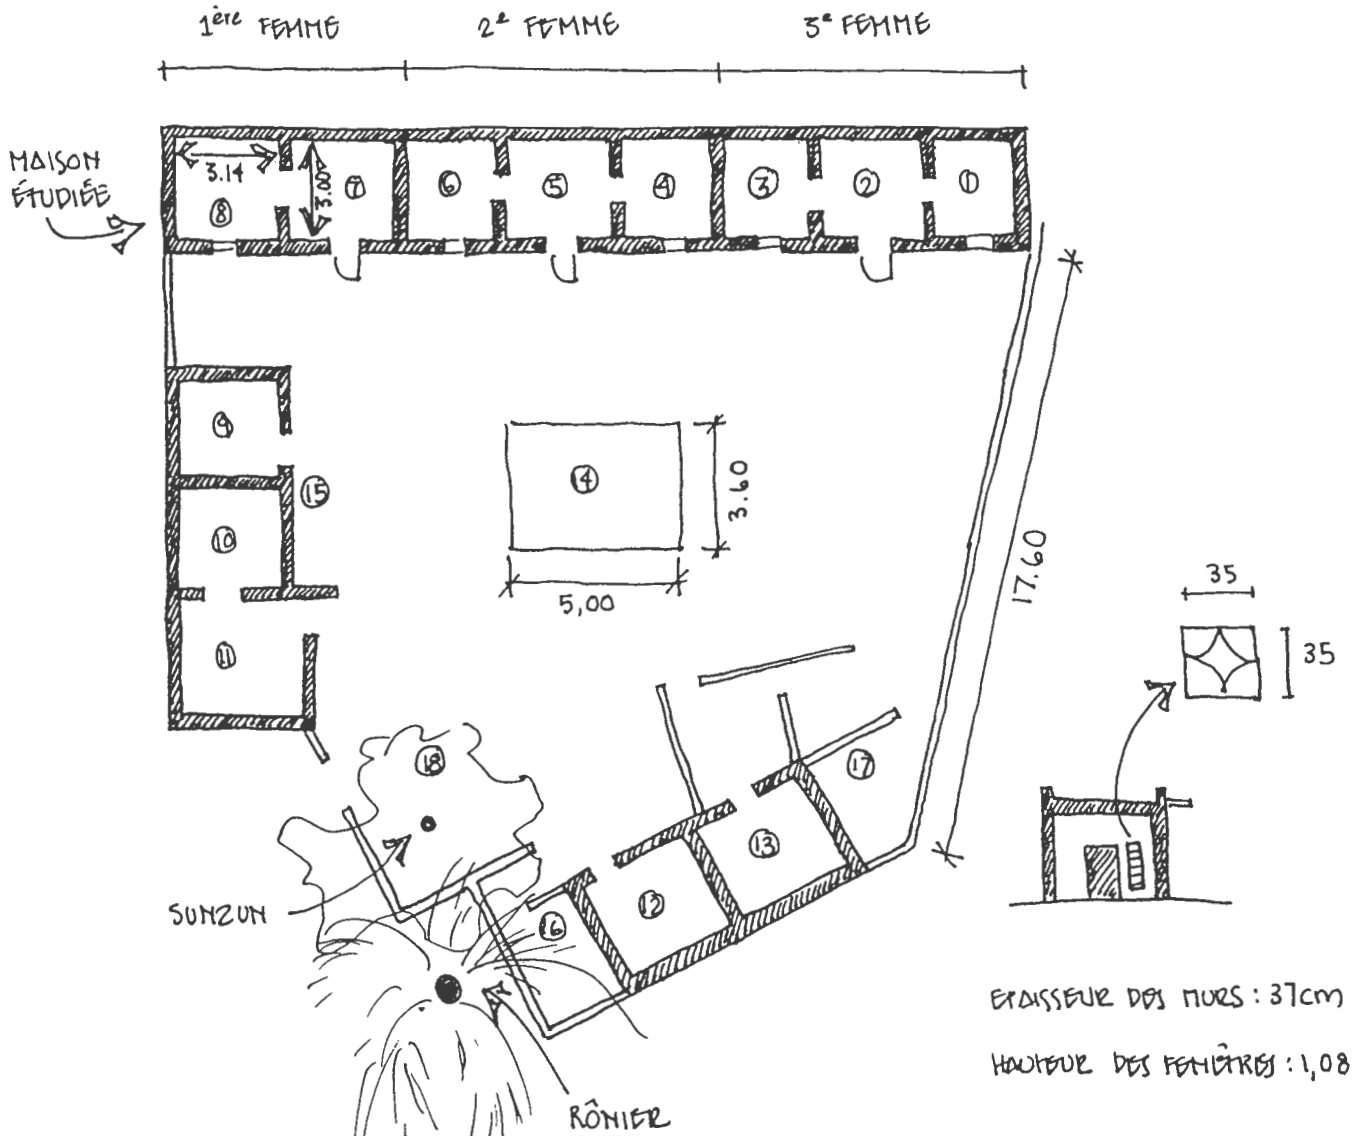 1ère FEMME
2e FEMME
3e FEMME
MAISON
ÉTUDIÉE
3.14
3.00
8
7
6
5
4
3
2
1
9
15
10
11
14
3.60
5,00
17.60
35
35
18
17
13
12
16
SUNZUN
RÔNIER
EPAISSEUR DES MURS : 37cm
HAUTEUR DES FENÊTRES : 1,08